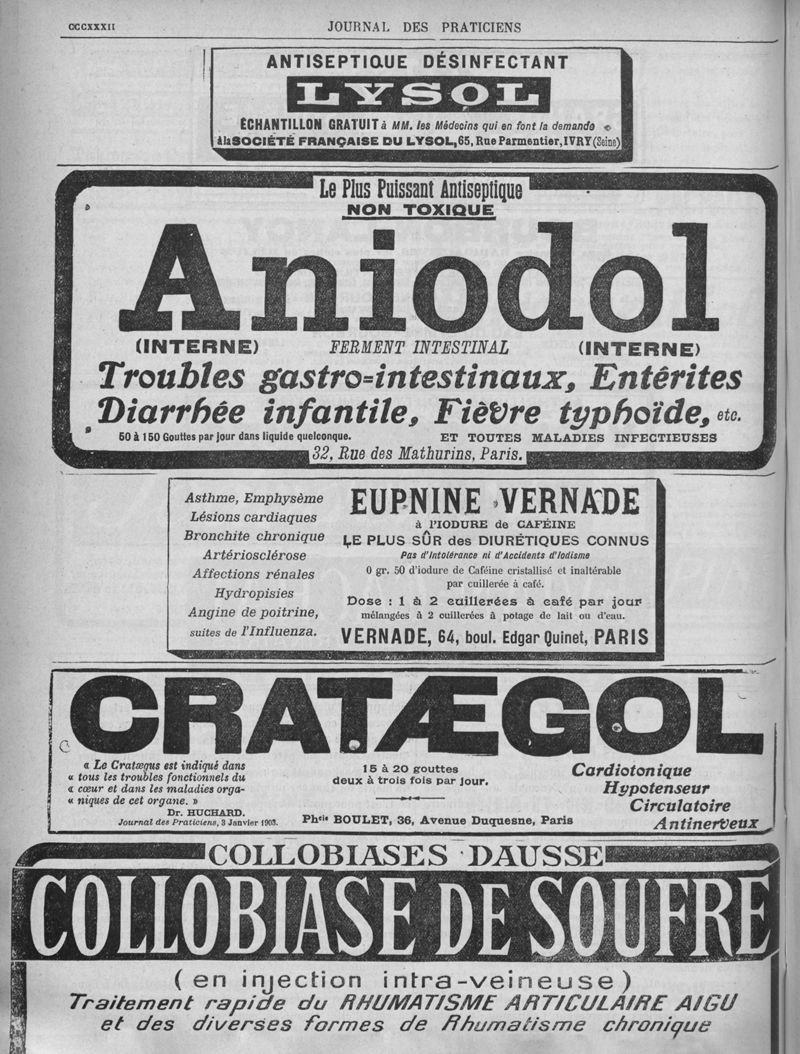 CCCXXXII
JOURNAL DES PRATICIENS
ANTISEPTIQUE DÉSINFECTANT
LYSOL
ÉCHANTILLON GRATUIT à MM. les Médecins qui en font la demande
à la SOCIÉTÉ FRANÇAISE DU LYSOL, 65, Rue Parmentier, IVRY (Seine)
Le Plus Puissant Antiseptique
NON TOXIQUE
Aniodol
(INTERNE) FERMENT INTESTINAL (INTERNE)
Troubles gastro=intestinaux, Entérites
Diarrhée infantile, Fièvre typhoïde, etc.
50 à 150 Gouttes par jour dans liquide quelconque. ET TOUTES MALADIES INFECTIEUSES
32, Rue des Mathurins, Paris.
Asthme, Emphysème
Lésions cardiaques
Bronchite chronique
Artériosclérose
Affections rénales
Hydropisies
Angine de poitrine,
suites de l'Influenza.
EUPNINE VERNADE
à l'IODURE de CAFÉINE
LE PLUS SÛR des DIURÉTIQUES CONNUS
Pas d'Intolérance ni d'Accidents d'Iodisme
0 gr. 50 d'iodure de Caféine cristallisé et inaltérable
par cuillerée à café.
Dose : 1 à 2 cuillerées à café par jour
mélangées à 2 cuillerées à potage de lait ou d'eau.
VERNADE, 64, boul. Edgar Quinet, PARIS
CRATÆGOL
« Le Cratægus est indiqué dans
« tous les troubles fonctionnels du
« cœur et dans les maladies orga-
« niques de cet organe. »
Dr. HUCHARD.
Journal des Praticiens, 3 Janvier 1903.
15 à 20 gouttes
deux à trois fois par jour.
Phcie BOULET, 36, Avenue Duquesne, Paris
Cardiotonique
Hypotenseur
Circulatoire
Antinerveux
COLLOBIASES DAUSSE
COLLOBIASE DE SOUFRE
(en injection intra-veineuse)
Traitement rapide du RHUMATISME ARTICULAIRE AIGU
et des diverses formes de Rhumatisme chronique